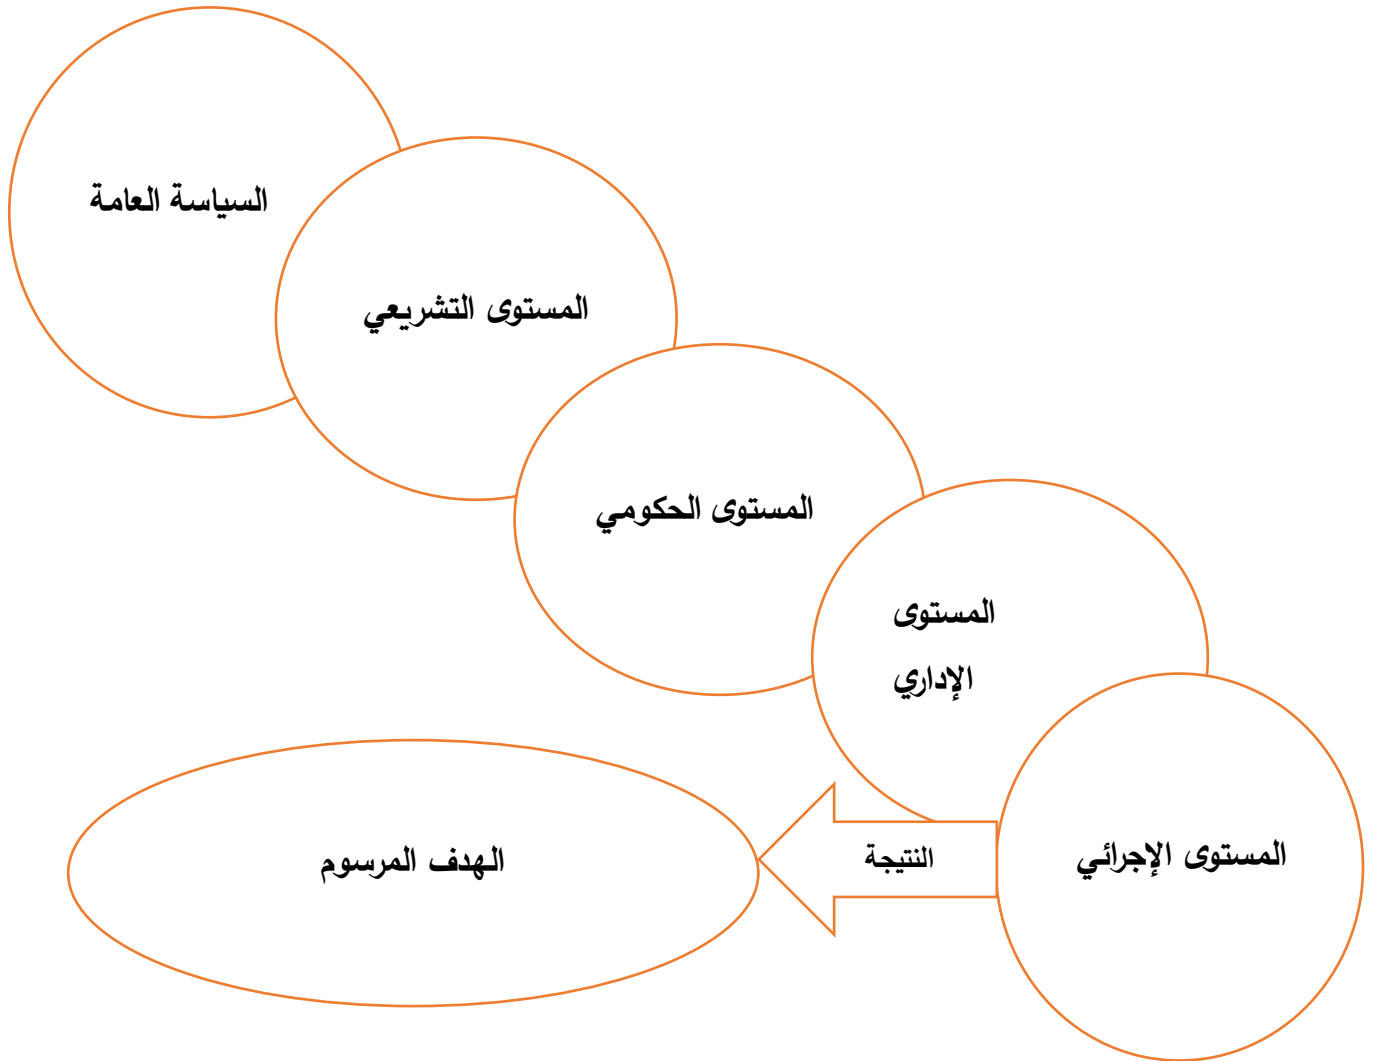 السياسة العامة
المستوى التشريعي
المستوى الحكومي
المستوى
الإداري
المستوى الإجرائي
النتيجة
الهدف المرسوم